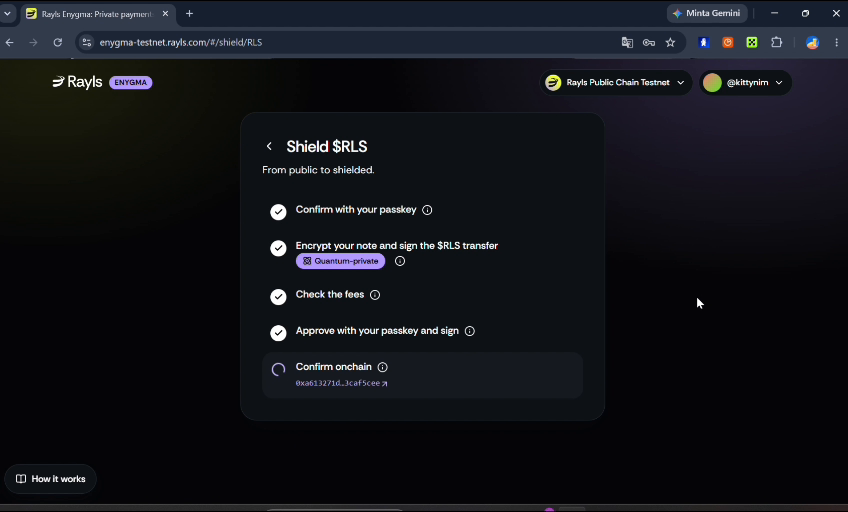 Rayls Enygma: Private payment
Minta Gemini
enygma-testnet.rayls.com/#/shield/RLS
Rayls ENYGMA
Rayls Public Chain Testnet
@kittynim
Shield $RLS
From public to shielded.
Confirm with your passkey
Encrypt your note and sign the $RLS transfer
Quantum-private
Check the fees
Approve with your passkey and sign
Confirm onchain
0xa613271d…3caf5cee
How it works